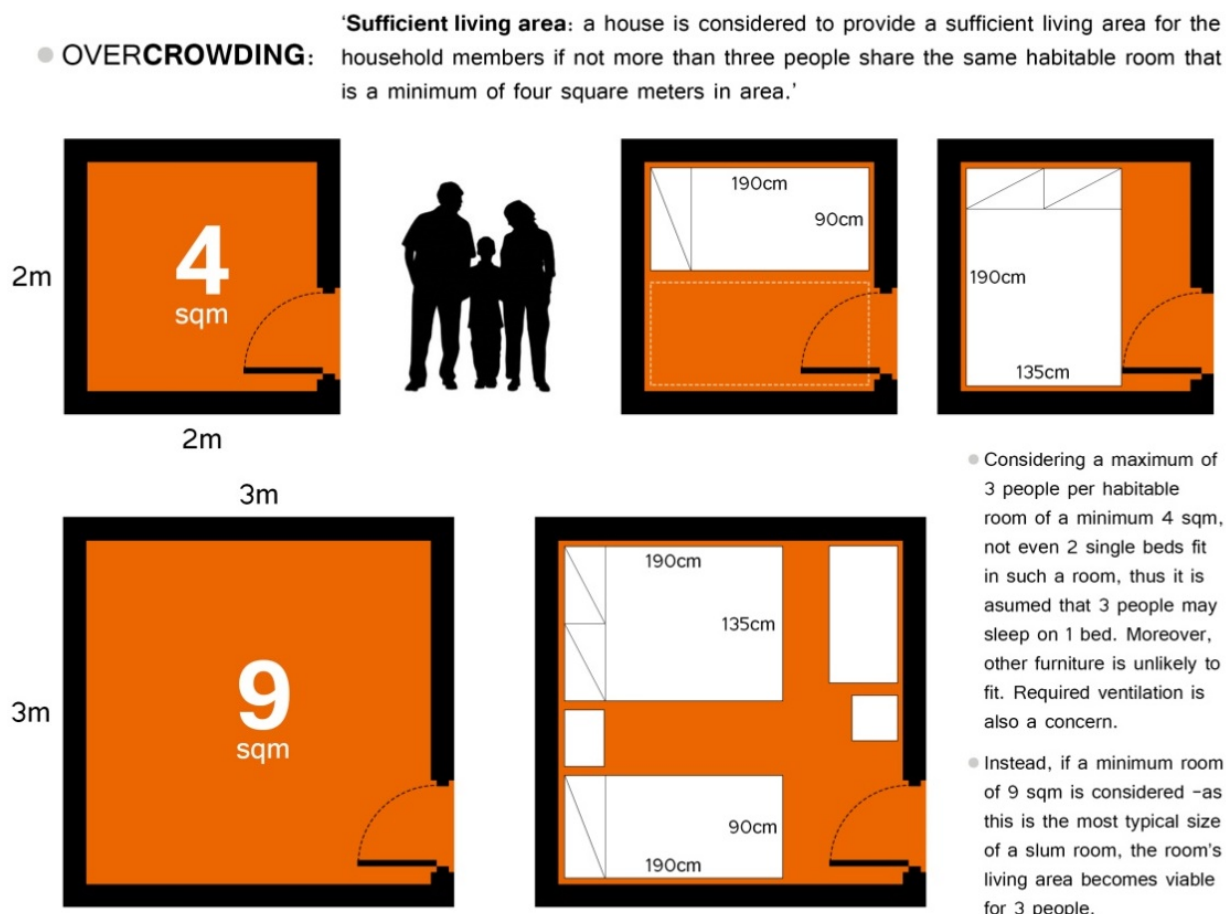 'Sufficient living area: a house is considered to provide a sufficient living area for the
OVERCROWDING: household members if not more than three people share the same habitable room that
is a minimum of four square meters in area.'
2m
4
sqm
2m
190cm
90cm
190cm
135cm
3m
3m
9
sqm
190cm
135cm
90cm
190cm
Considering a maximum of
3 people per habitable
room of a minimum 4 sqm,
not even 2 single beds fit
in such a room, thus it is
asumed that 3 people may
sleep on 1 bed. Moreover,
other furniture is unlikely to
fit. Required ventilation is
also a concern.
Instead, if a minimum room
of 9 sqm is considered -as
this is the most typical size
of a slum room, the room's
living area becomes viable
for 3 people.